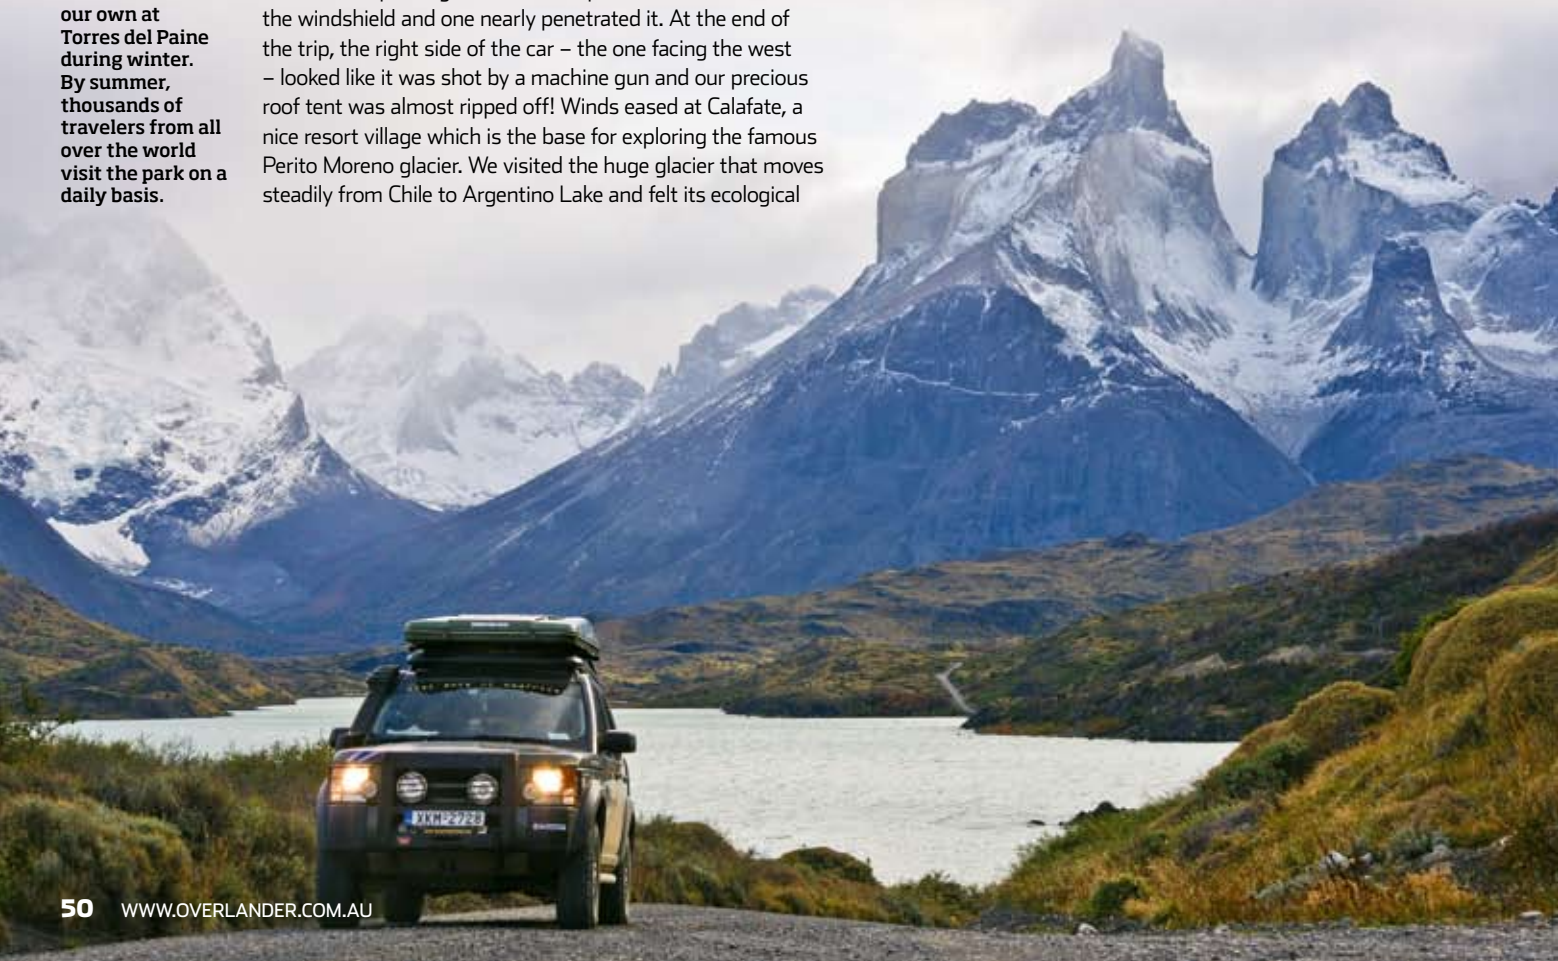 our own at
Torres del Paine
during winter.
By summer,
thousands of
travelers from all
over the world
visit the park on a
daily basis.
the windshield and one nearly penetrated it. At the end of
the trip, the right side of the car – the one facing the west
– looked like it was shot by a machine gun and our precious
roof tent was almost ripped off! Winds eased at Calafate, a
nice resort village which is the base for exploring the famous
Perito Moreno glacier. We visited the huge glacier that moves
steadily from Chile to Argentino Lake and felt its ecological
XKM-2728
50 WWW.OVERLANDER.COM.AU